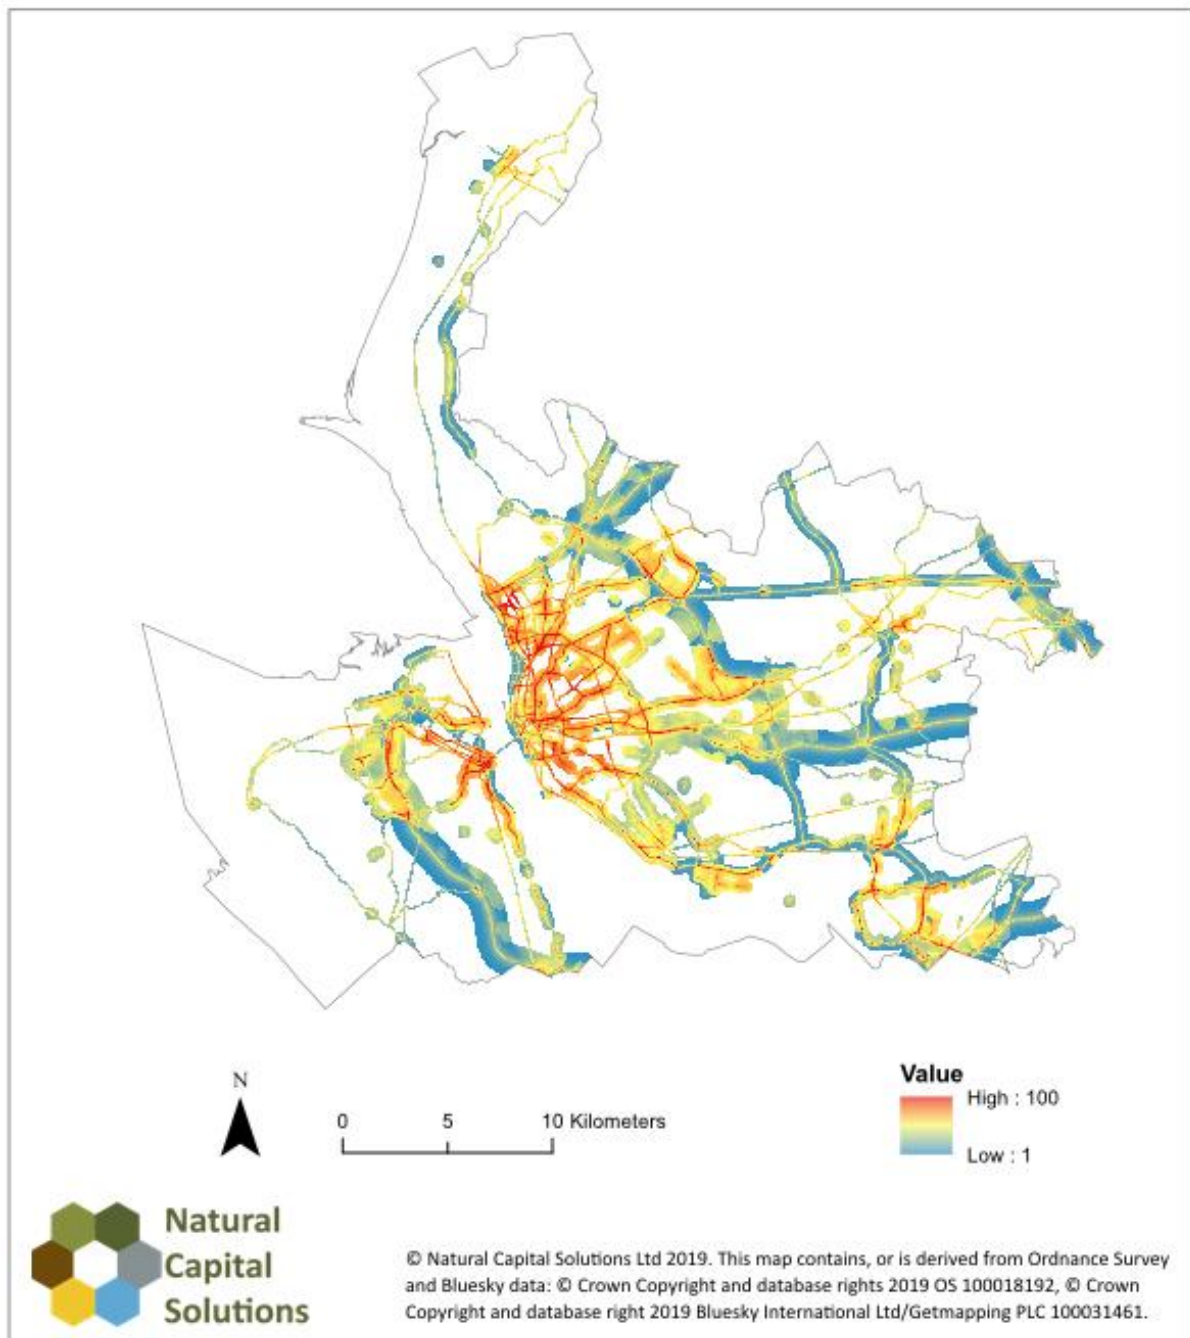 N
0 5 10 Kilometers
Value
High : 100
Low : 1
Natural
Capital
Solutions
© Natural Capital Solutions Ltd 2019. This map contains, or is derived from Ordnance Survey
and Bluesky data: © Crown Copyright and database rights 2019 OS 100018192, © Crown
Copyright and database right 2019 Bluesky International Ltd/Getmapping PLC 100031461.